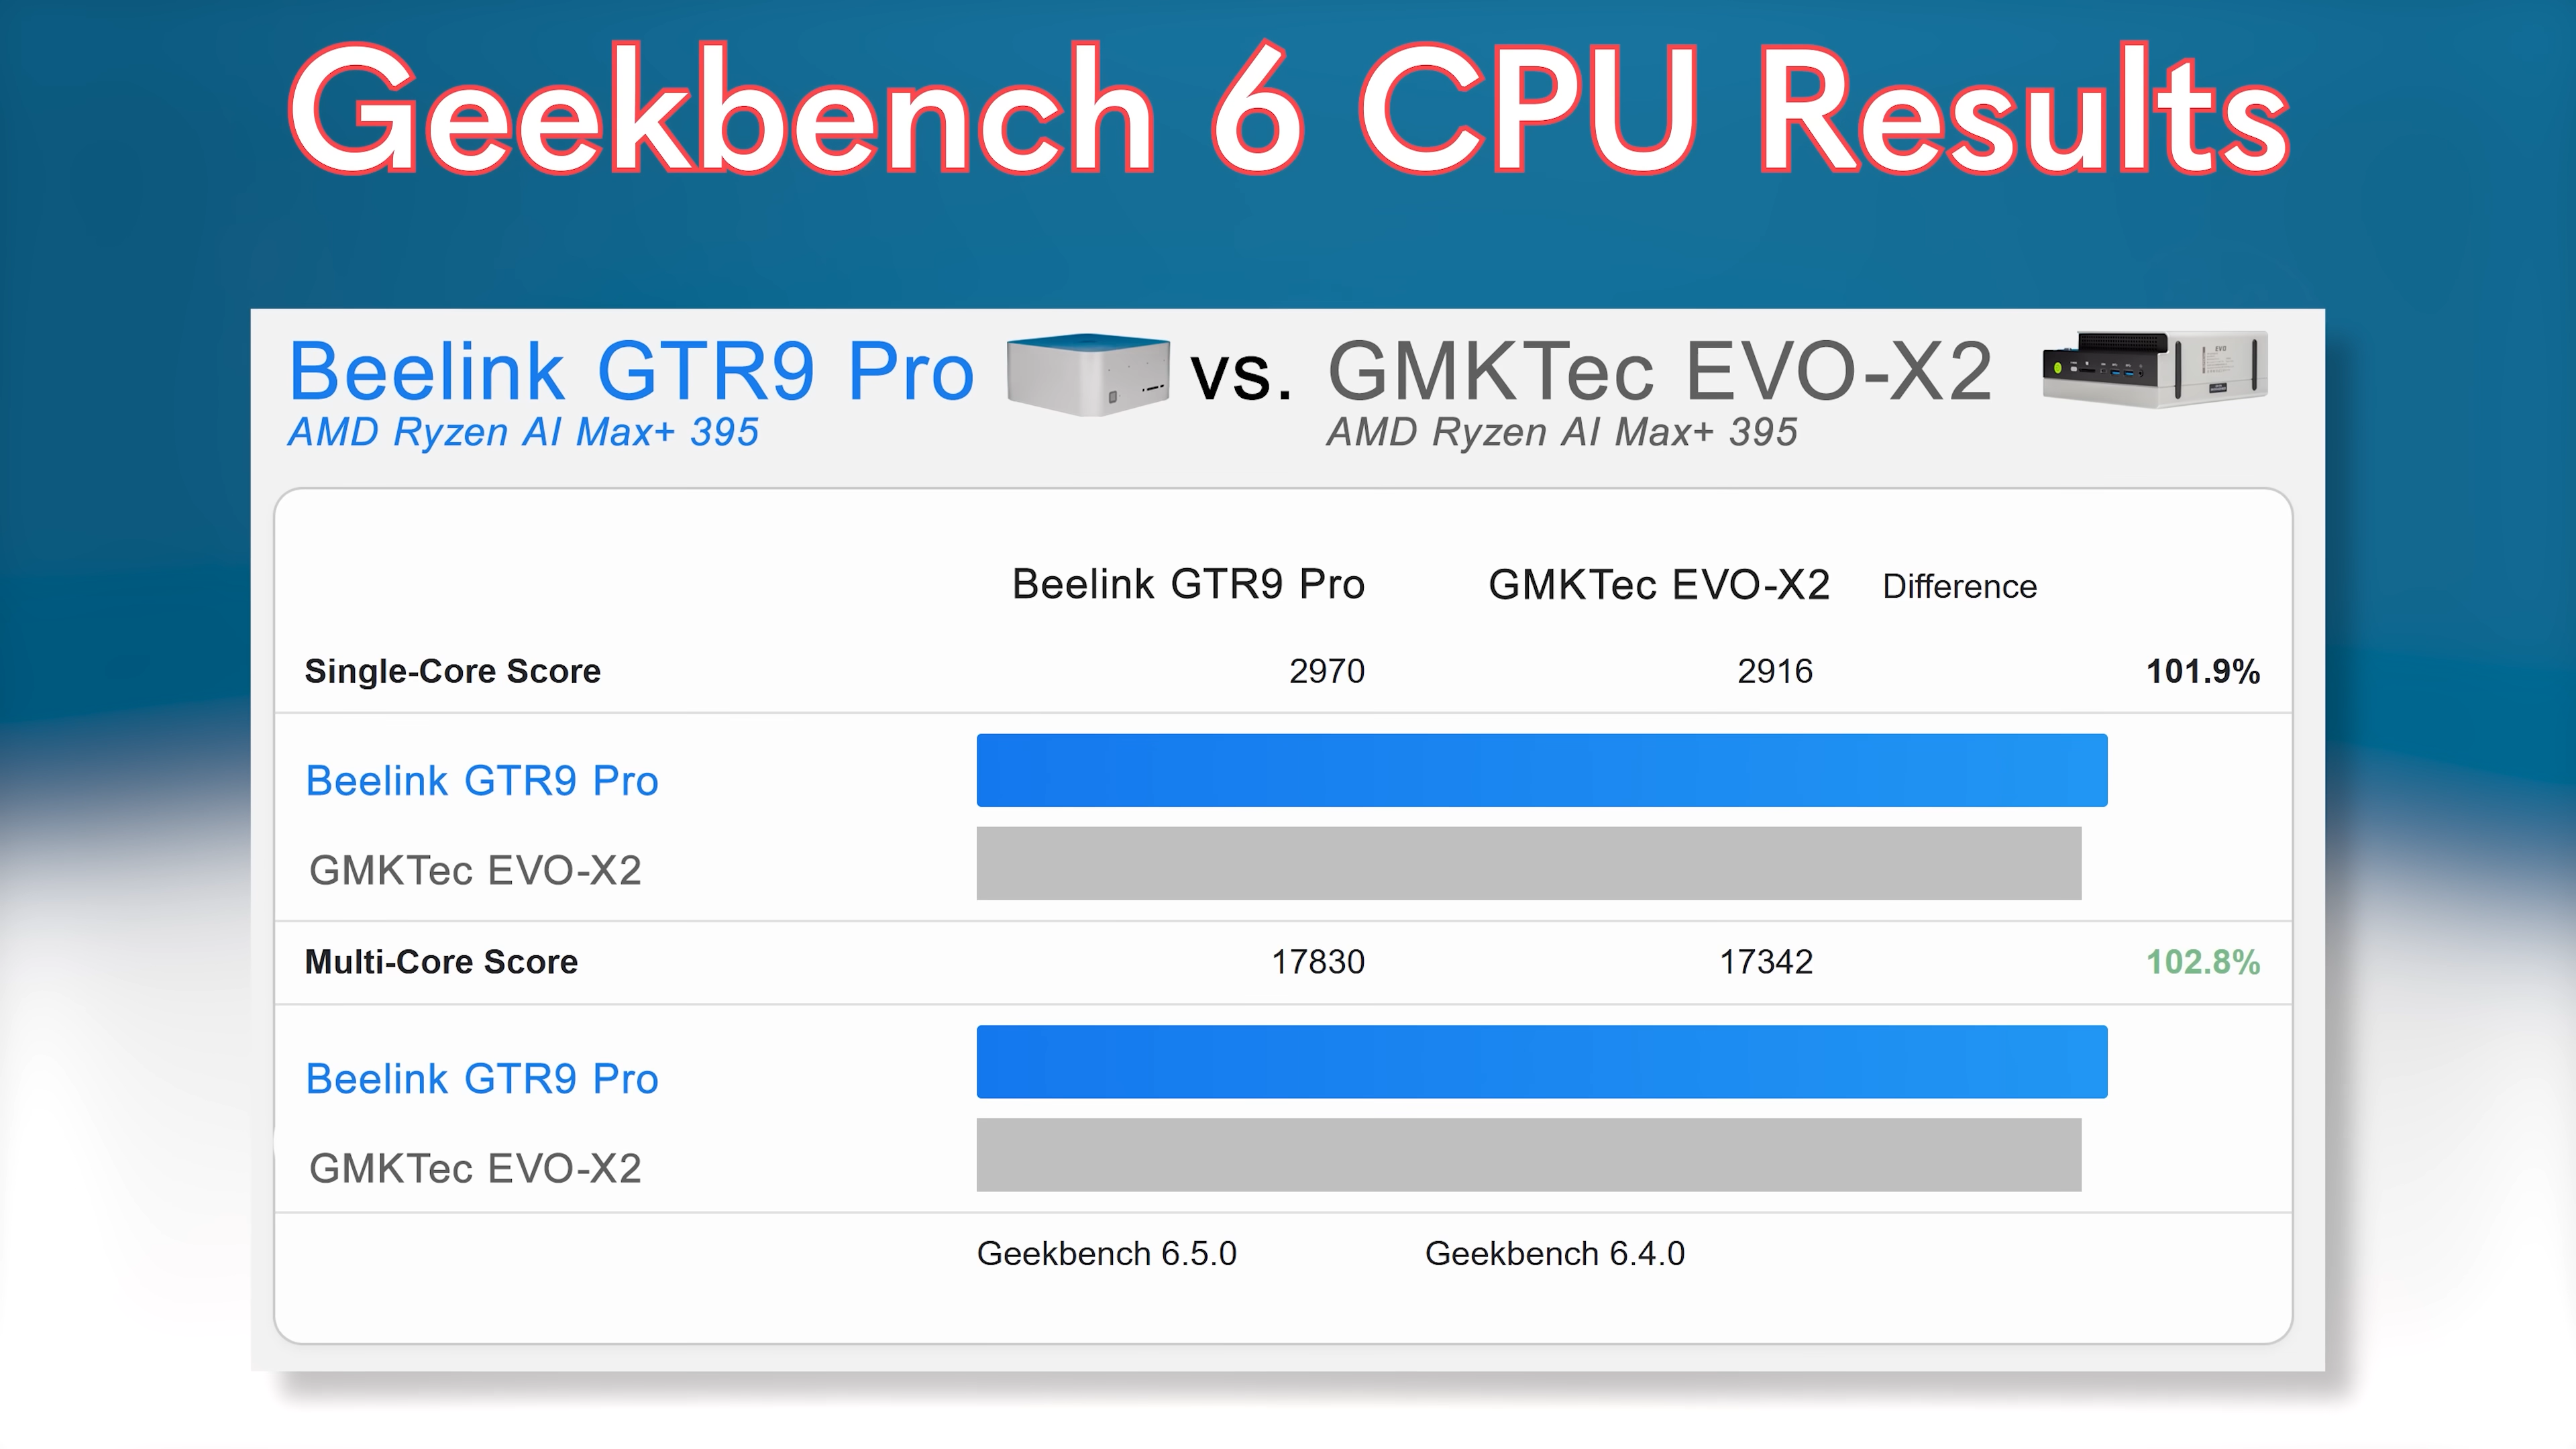 Geekbench 6 CPU Results
Beelink GTR9 Pro vs. GMKTec EVO-X2
AMD Ryzen AI Max+ 395 AMD Ryzen AI Max+ 395
EVO
Beelink GTR9 Pro GMKTec EVO-X2 Difference
Single-Core Score 2970 2916 101.9%
Beelink GTR9 Pro
GMKTec EVO-X2
Multi-Core Score 17830 17342 102.8%
Beelink GTR9 Pro
GMKTec EVO-X2
Geekbench 6.5.0 Geekbench 6.4.0